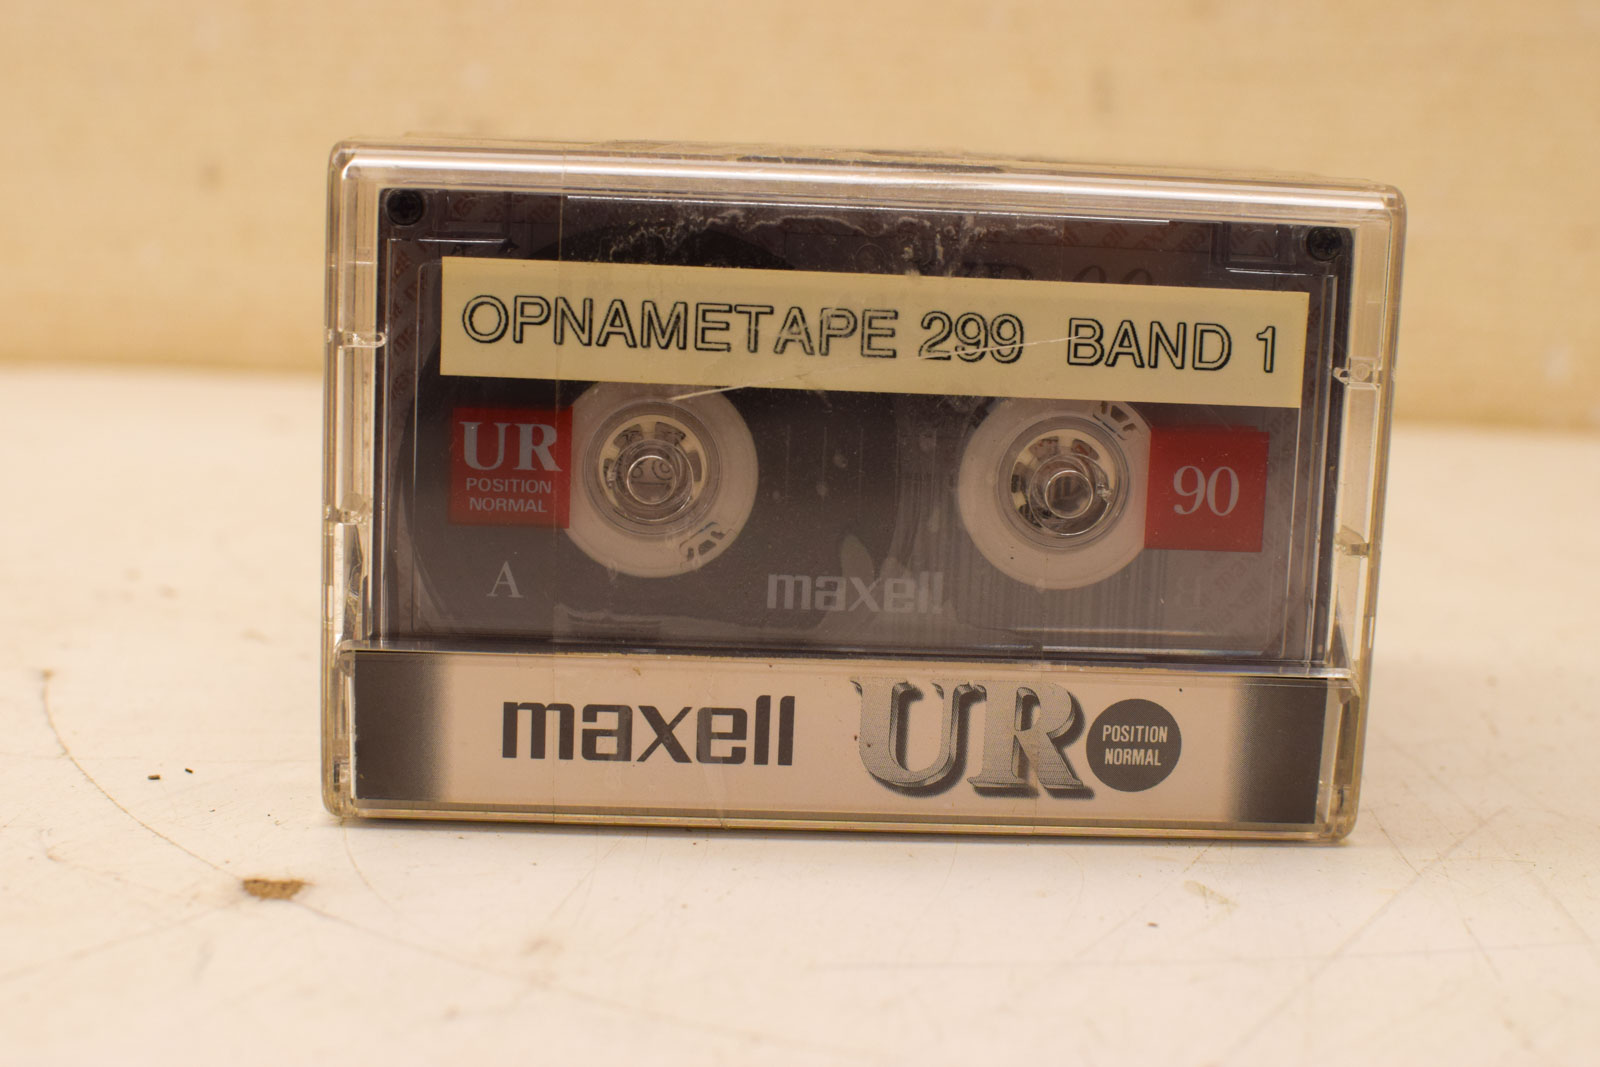 OPNAMETAPE 299 BAND 1
UR
POSITION
NORMAL
90
A
maxell
maxell UR POSITION
NORMAL